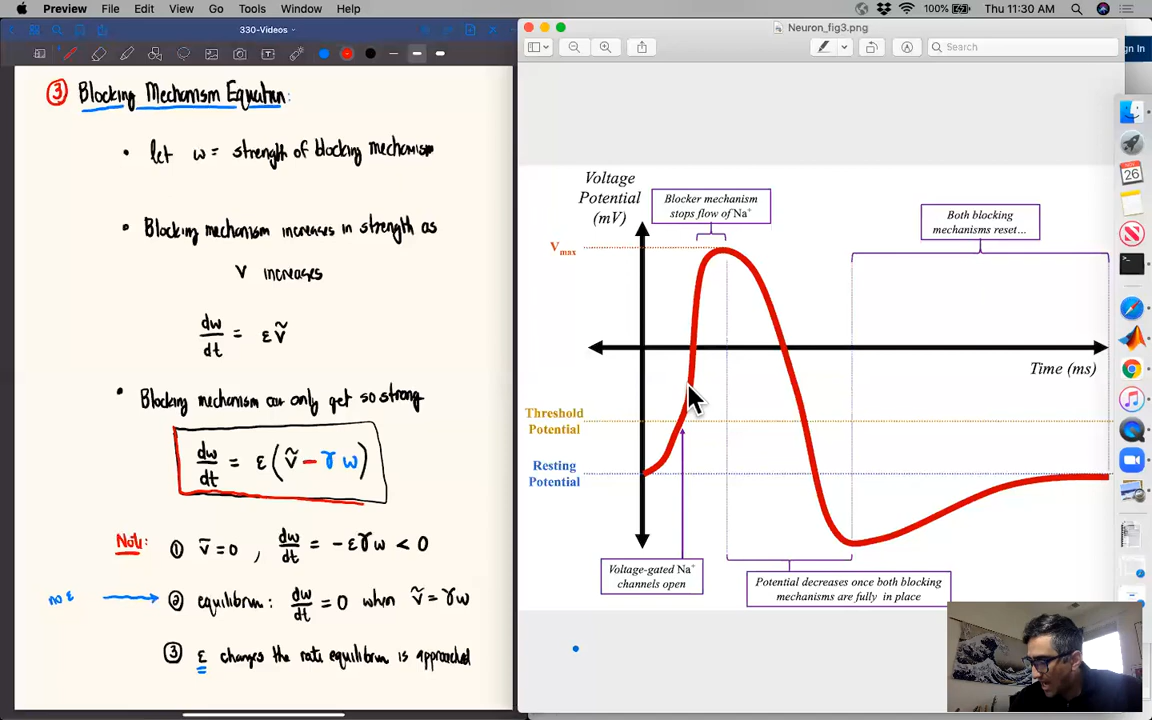 Preview File Edit View Go Tools Window Help
100% Thu 11:30 AM
330-Videos
③ Blocking Mechanism Equation:
• let w = strength of blocking mechanism
• Blocking mechanism increases in strength as
V increases
dw/dt = εṽ
• Blocking mechanism can only get so strong
dw/dt = ε(ṽ - γw)
Note: ① ṽ=0, dw/dt = -εγw < 0
no ε → ② equilibrium: dw/dt = 0 when ṽ = γw
③ ε changes the rate equilibrium is approached
Neuron_fig3.png
Search
gn In
26
Voltage
Potential
(mV)
Blocker mechanism
stops flow of Na⁺
Both blocking
mechanisms reset…
Vmax
Time (ms)
Threshold
Potential
Resting
Potential
Voltage-gated Na⁺
channels open
Potential decreases once both blocking
mechanisms are fully in place